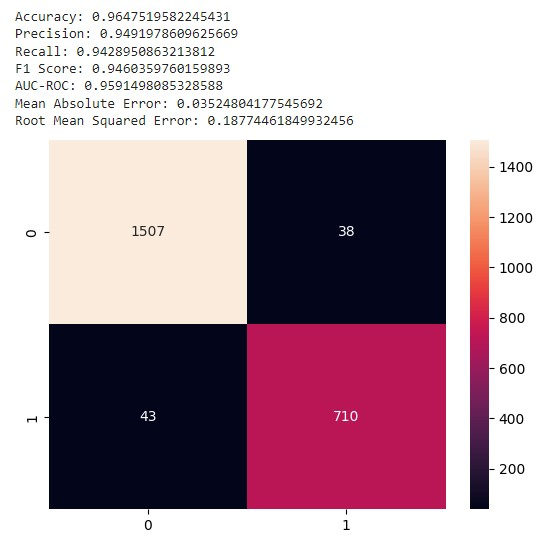 Accuracy: 0.9647519582245431
Precision: 0.9491978609625669
Recall: 0.9428950863213812
F1 Score: 0.9460359760159893
AUC-ROC: 0.9591498085328588
Mean Absolute Error: 0.03524804177545692
Root Mean Squared Error: 0.18774461849932456
1400
0 1507 38
1200
1000
800
600
1 43 710
400
200
0 1